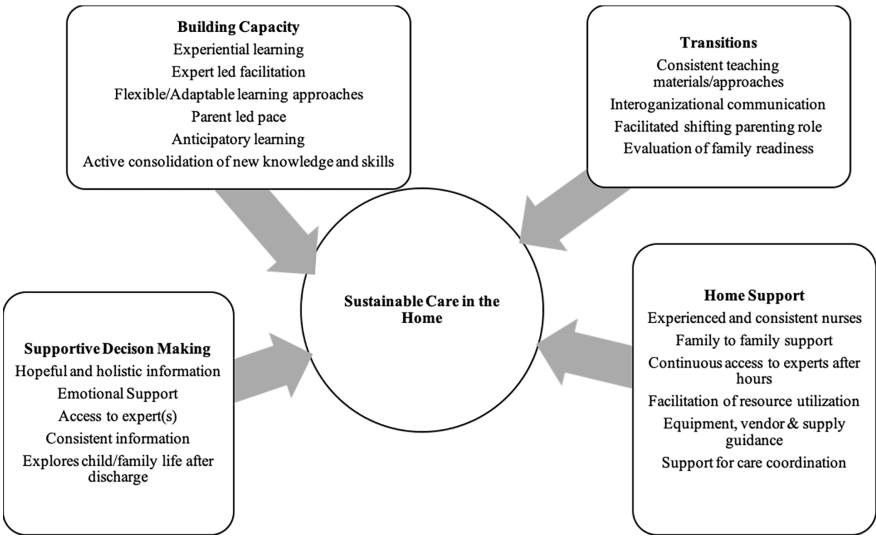 Building Capacity
Experiential learning
Expert led facilitation
Flexible/Adaptable learning approaches
Parent led pace
Anticipatory learning
Active consolidation of new knowledge and skills
Transitions
Consistent teaching
materials/approaches
Interoganizational communication
Facilitated shifting parenting role
Evaluation of family readiness
Sustainable Care in the
Home
Supportive Decison Making
Hopeful and holistic information
Emotional Support
Access to expert(s)
Consistent information
Explores child/family life after
discharge
Home Support
Experienced and consistent nurses
Family to family support
Continuous access to experts after
hours
Facilitation of resource utilization
Equipment, vendor & supply
guidance
Support for care coordination